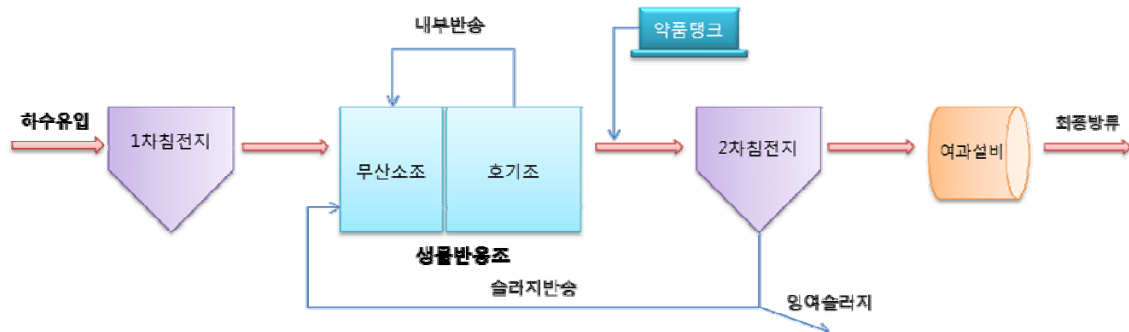 내부반송
약품탱크
하수유입
1차침전지
무산소조
호기조
2차침전지
여과설비
최종방류
생물반응조
슬러지반송
잉여슬러지